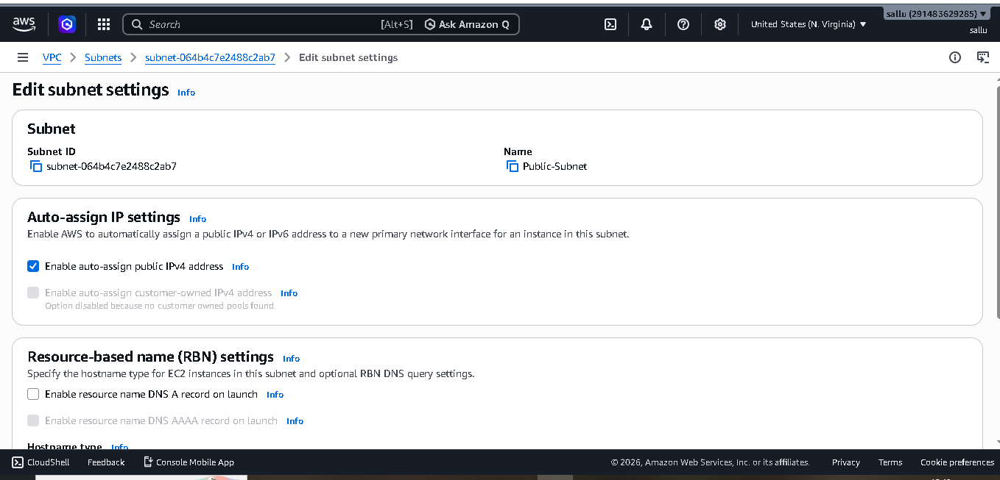 aws
Search [Alt+S] Ask Amazon Q
United States (N. Virginia) ▼
sallu (291483629285) ▼
sallu
VPC > Subnets > subnet-064b4c7e2488c2ab7 > Edit subnet settings
Edit subnet settings Info
Subnet
Subnet ID
subnet-064b4c7e2488c2ab7
Name
Public-Subnet
Auto-assign IP settings Info
Enable AWS to automatically assign a public IPv4 or IPv6 address to a new primary network interface for an instance in this subnet.
Enable auto-assign public IPv4 address Info
Enable auto-assign customer-owned IPv4 address Info
Option disabled because no customer owned pools found.
Resource-based name (RBN) settings Info
Specify the hostname type for EC2 instances in this subnet and optional RBN DNS query settings.
Enable resource name DNS A record on launch Info
Enable resource name DNS AAAA record on launch Info
Hostname type Info
CloudShell Feedback Console Mobile App © 2026, Amazon Web Services, Inc. or its affiliates. Privacy Terms Cookie preferences